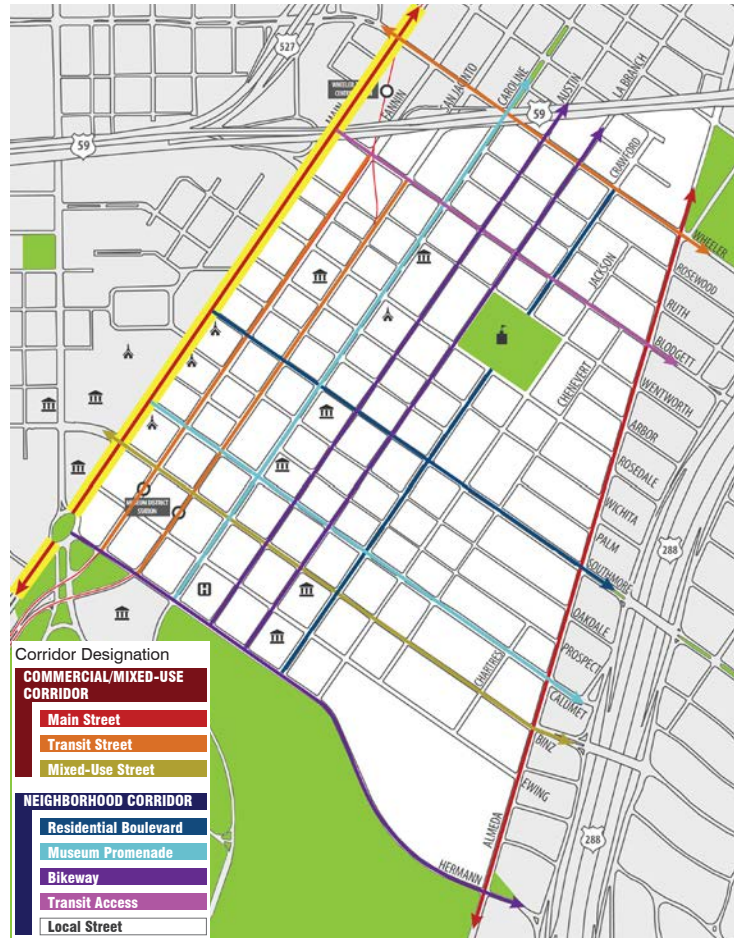 527
WHEELER
MAIN
FANNIN
SAN JACINTO
CAROLINE
AUSTIN
LA BRANCH
59
59
CRAWFORD
WHEELER
JACKSON
ROSEWOOD
RUTH
BLODGETT
CHENEVERT
WENTWORTH
ARBOR
ROSEDALE
WICHITA
PALM
288
SOUTHMORE
MUSEUM DISTRICT
STATION
H
OAKDALE
PROSPECT
CHARTRES
CALUMET
BINZ
EWING
288
ALMEDA
HERMANN
Corridor Designation
COMMERCIAL/MIXED-USE
CORRIDOR
Main Street
Transit Street
Mixed-Use Street
NEIGHBORHOOD CORRIDOR
Residential Boulevard
Museum Promenade
Bikeway
Transit Access
Local Street